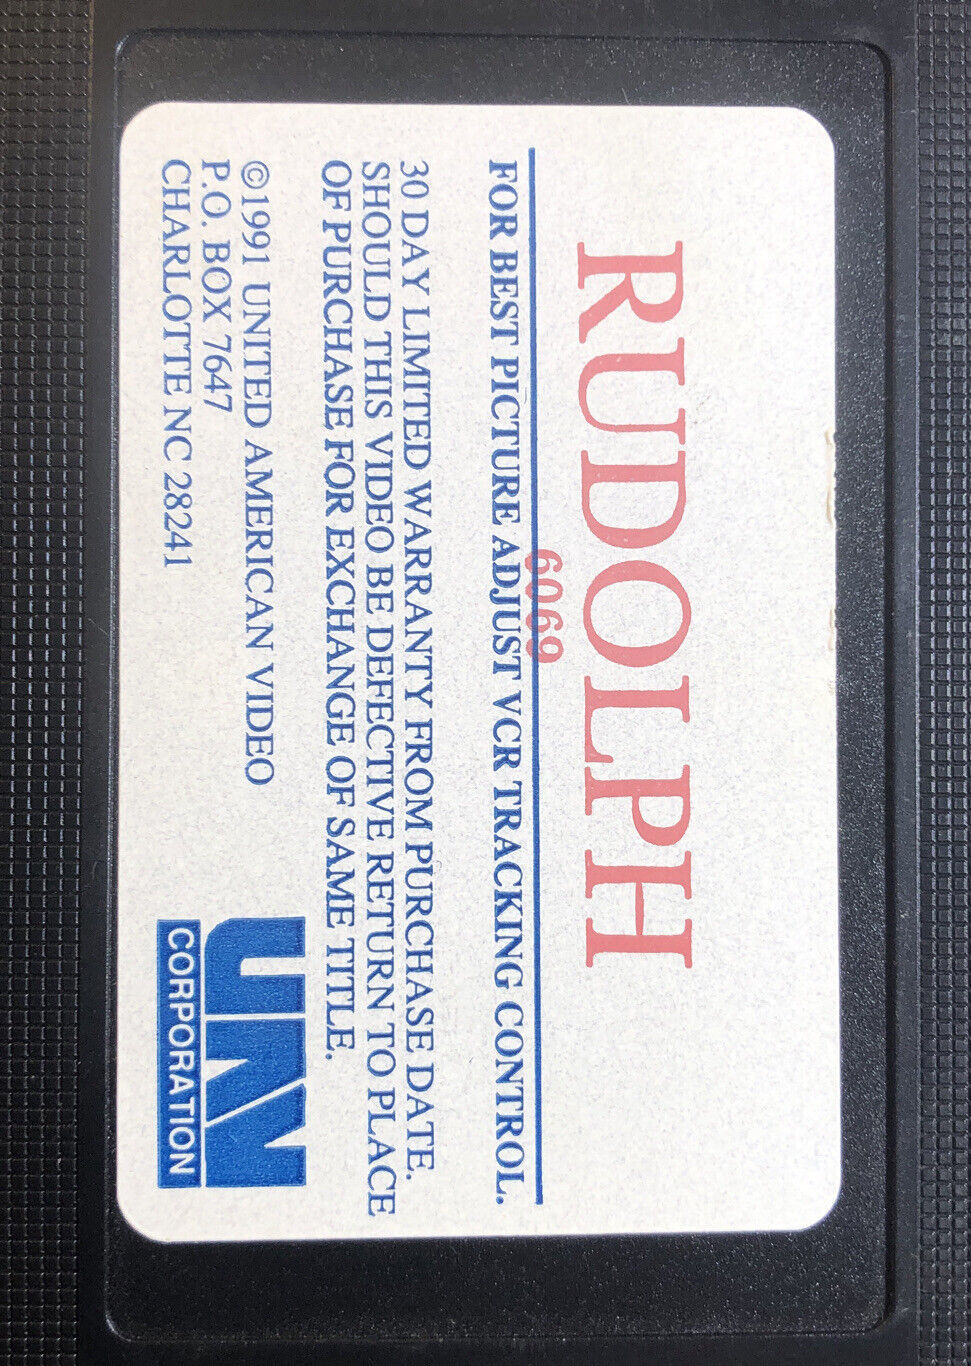 RUDOLPH
6069
FOR BEST PICTURE ADJUST VCR TRACKING CONTROL.
30 DAY LIMITED WARRANTY FROM PURCHASE DATE.
SHOULD THIS VIDEO BE DEFECTIVE RETURN TO PLACE
OF PURCHASE FOR EXCHANGE OF SAME TITLE.
©1991 UNITED AMERICAN VIDEO
P.O. BOX 7647
CHARLOTTE NC 28241
UAV
CORPORATION